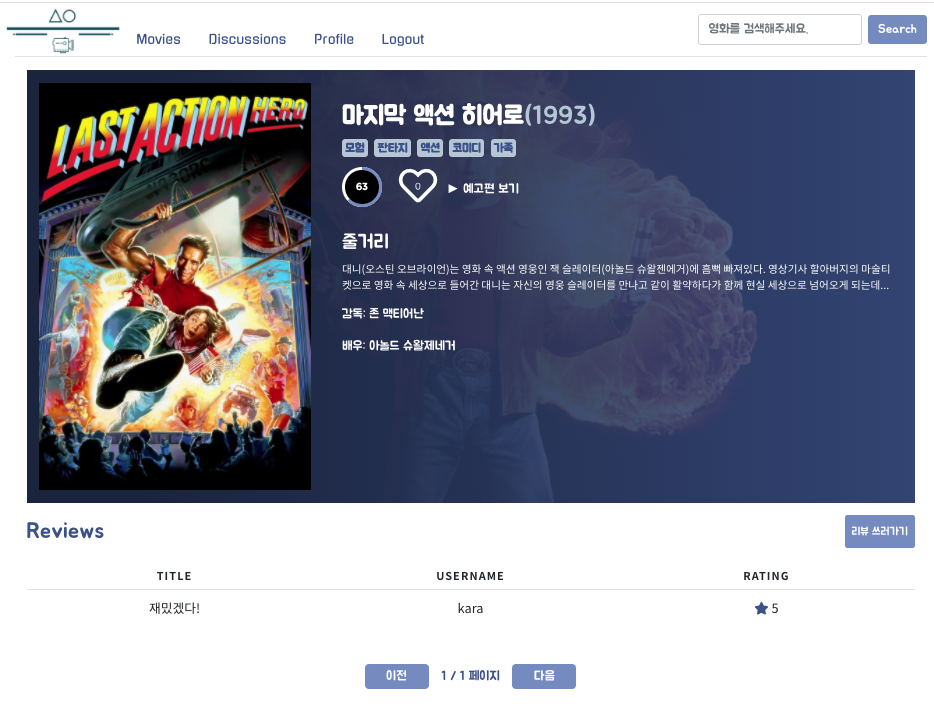 Movies Discussions Profile Logout
영화를 검색해주세요.
Search
LAST ACTION HERO
마지막 액션 히어로(1993)
모험 판타지 액션 코미디 가족
63
0
► 예고편 보기
줄거리
대니(오스틴 오브라이언)는 영화 속 액션 영웅인 잭 슬레이터(아놀드 슈왈젠에거)에 흠뻑 빠져있다. 영상기사 할아버지의 마술티
켓으로 영화 속 세상으로 들어간 대니는 자신의 영웅 슬레이터를 만나고 같이 활약하다가 함께 현실 세상으로 넘어오게 되는데...
감독: 존 맥티어난
배우: 아놀드 슈왈제네거
Reviews
리뷰 쓰러가기
TITLE USERNAME RATING
재밌겠다! kara ★ 5
이전 1 / 1 페이지 다음